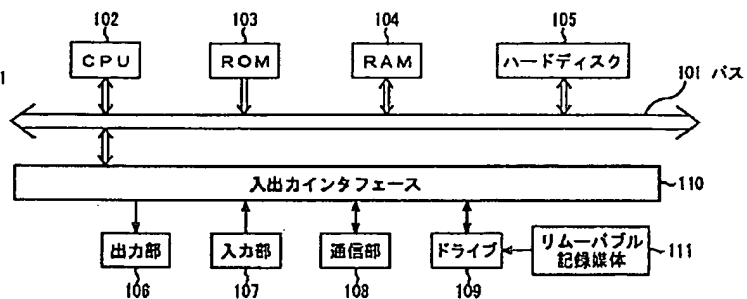 102
103
104
105
CPU
ROM
RAM
ハードディスク
1
101 バス
入出力インタフェース
110
出力部
入力部
通信部
ドライブ
リムーバブル
記録媒体
111
106
107
108
109